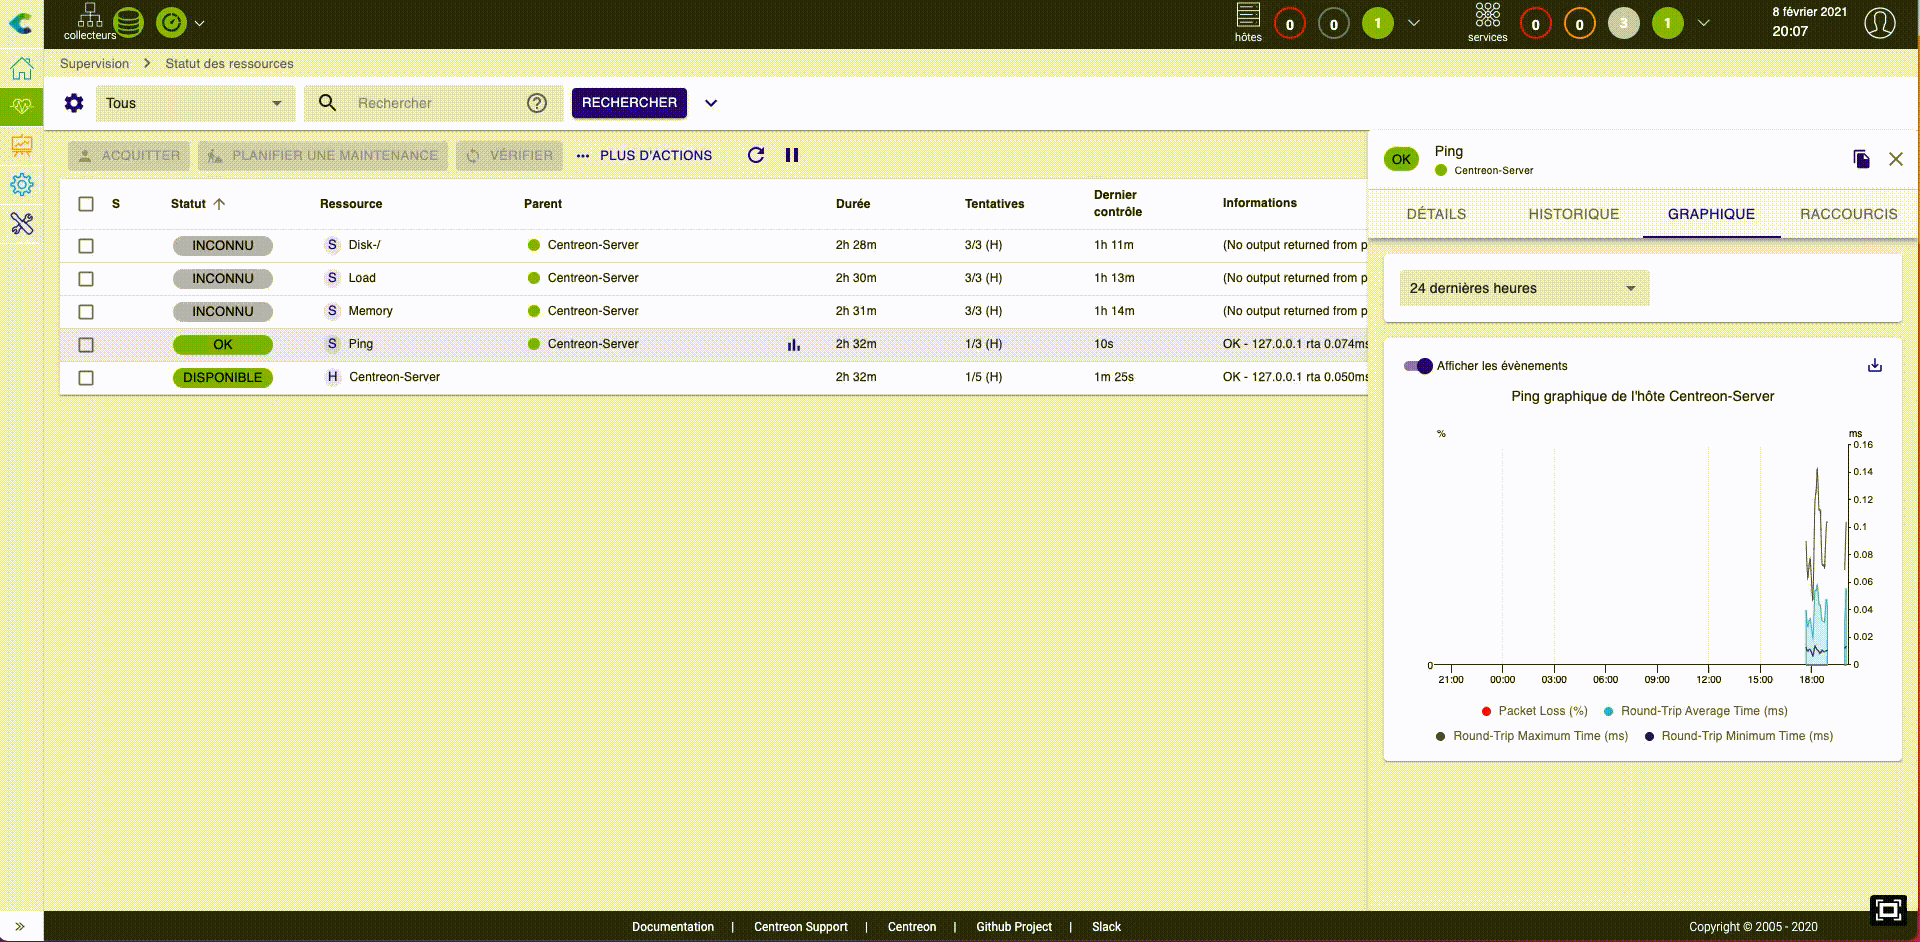 collecteurs
hôtes
0
0
1
services
0
0
3
1
8 février 2021
20:07
Supervision
Statut des ressources
Tous
Rechercher
RECHERCHER
ACQUITTER
PLANIFIER UNE MAINTENANCE
VÉRIFIER
PLUS D'ACTIONS
S Statut Ressource Parent Durée Tentatives Dernier contrôle Informations
INCONNU S Disk-/ Centreon-Server 2h 28m 3/3 (H) 1h 11m (No output returned from p
INCONNU S Load Centreon-Server 2h 30m 3/3 (H) 1h 13m (No output returned from p
INCONNU S Memory Centreon-Server 2h 31m 3/3 (H) 1h 14m (No output returned from p
OK S Ping Centreon-Server 2h 32m 1/3 (H) 10s OK - 127.0.0.1 rta 0.074ms
DISPONIBLE H Centreon-Server 2h 32m 1/5 (H) 1m 25s OK - 127.0.0.1 rta 0.050ms
OK
Ping
Centreon-Server
DÉTAILS
HISTORIQUE
GRAPHIQUE
RACCOURCIS
24 dernières heures
Afficher les évènements
Ping graphique de l'hôte Centreon-Server
%
ms
0.16
0.14
0.12
0.1
0.08
0.06
0.04
0.02
0
0
21:00 00:00 03:00 06:00 09:00 12:00 15:00 18:00
Packet Loss (%) Round-Trip Average Time (ms)
Round-Trip Maximum Time (ms) Round-Trip Minimum Time (ms)
Documentation | Centreon Support | Centreon | Github Project | Slack
Copyright © 2005 - 2020